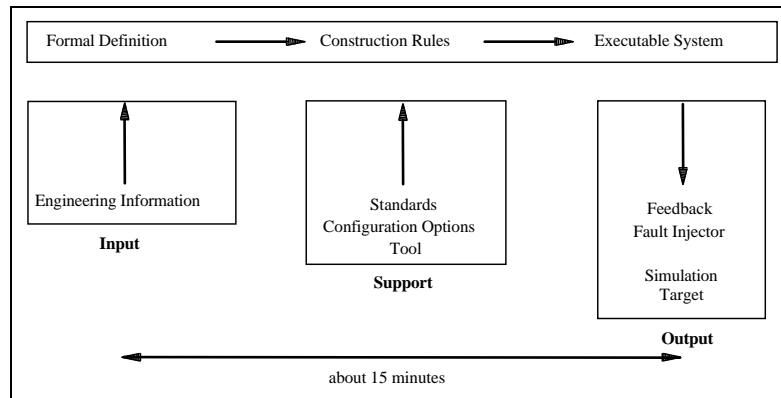 Formal Definition Construction Rules Executable System
Engineering Information
Input
Standards
Configuration Options
Tool
Support
Feedback
Fault Injector
Simulation
Target
Output
about 15 minutes